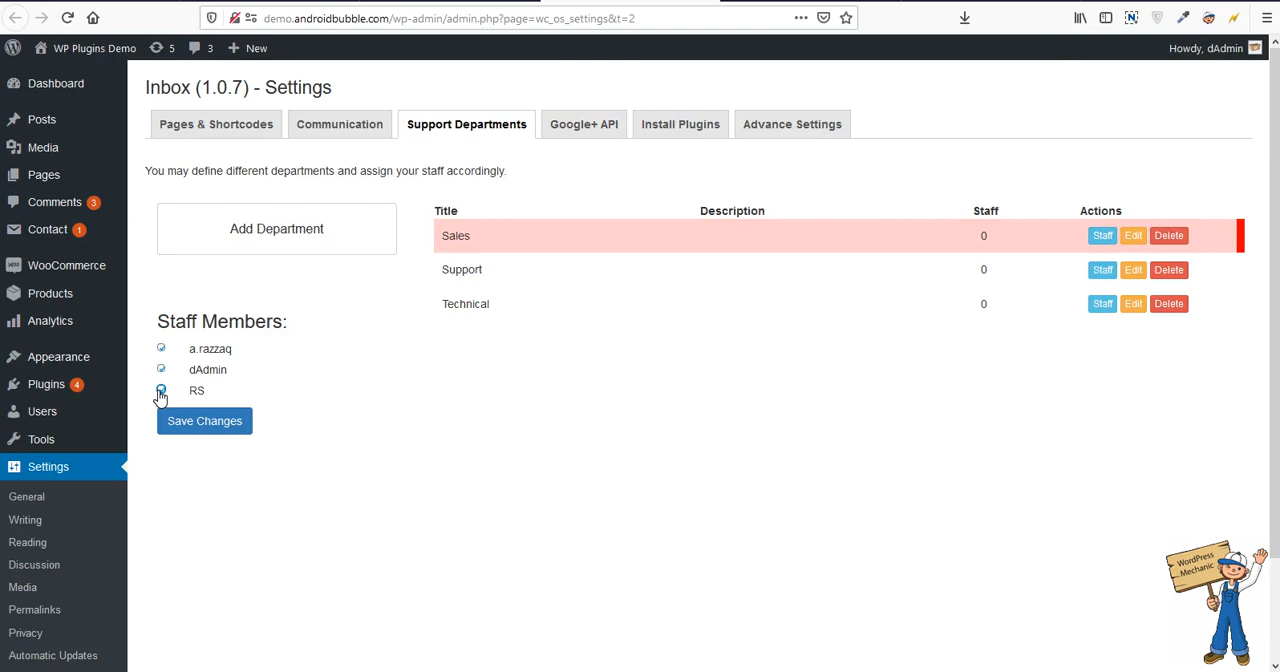 demo.androidbubble.com/wp-admin/admin.php?page=wc_os_settings&t=2
WP Plugins Demo 5 3 New
Howdy, dAdmin
Dashboard
Posts
Media
Pages
Comments 3
Contact 1
WooCommerce
Products
Analytics
Appearance
Plugins 4
Users
Tools
Settings
General
Writing
Reading
Discussion
Media
Permalinks
Privacy
Automatic Updates
Inbox (1.0.7) - Settings
Pages & Shortcodes Communication Support Departments Google+ API Install Plugins Advance Settings
You may define different departments and assign your staff accordingly.
Add Department
Staff Members:
a.razzaq
dAdmin
RS
Save Changes
Title Description Staff Actions
Sales 0 Staff Edit Delete
Support 0 Staff Edit Delete
Technical 0 Staff Edit Delete
WordPress
Mechanic